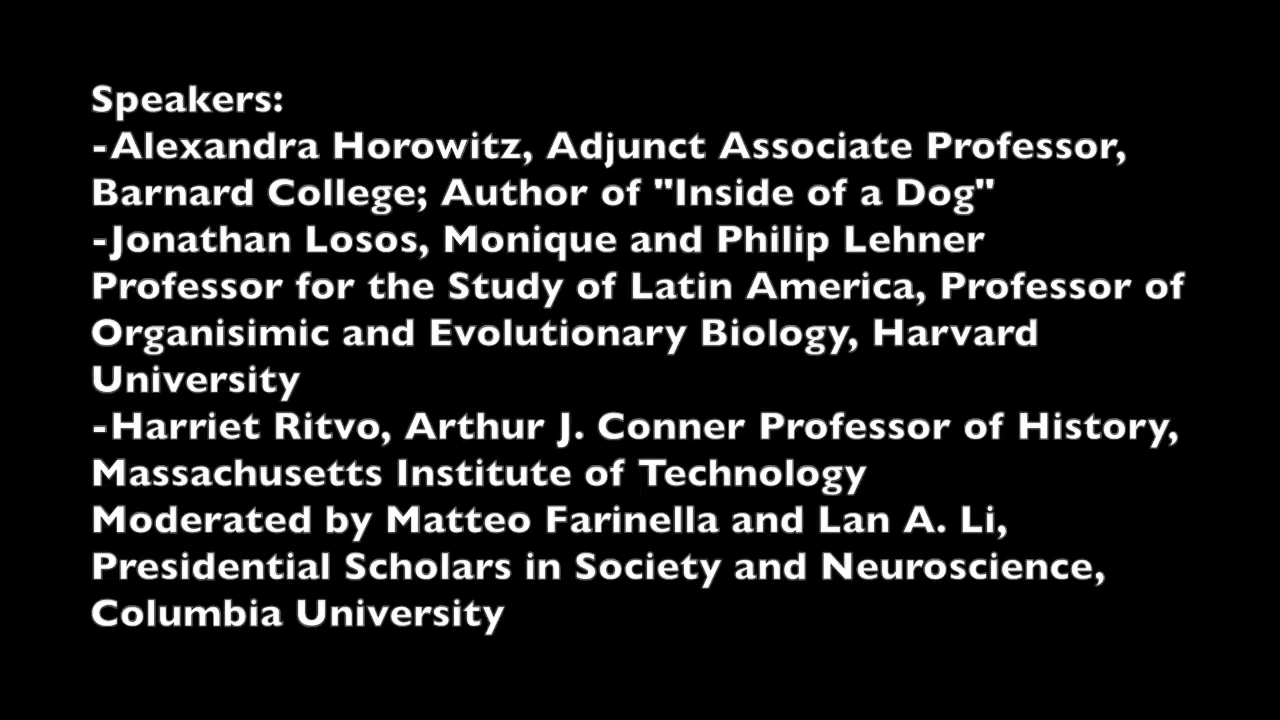 Speakers:
-Alexandra Horowitz, Adjunct Associate Professor,
Barnard College; Author of "Inside of a Dog"
-Jonathan Losos, Monique and Philip Lehner
Professor for the Study of Latin America, Professor of
Organisimic and Evolutionary Biology, Harvard
University
-Harriet Ritvo, Arthur J. Conner Professor of History,
Massachusetts Institute of Technology
Moderated by Matteo Farinella and Lan A. Li,
Presidential Scholars in Society and Neuroscience,
Columbia University